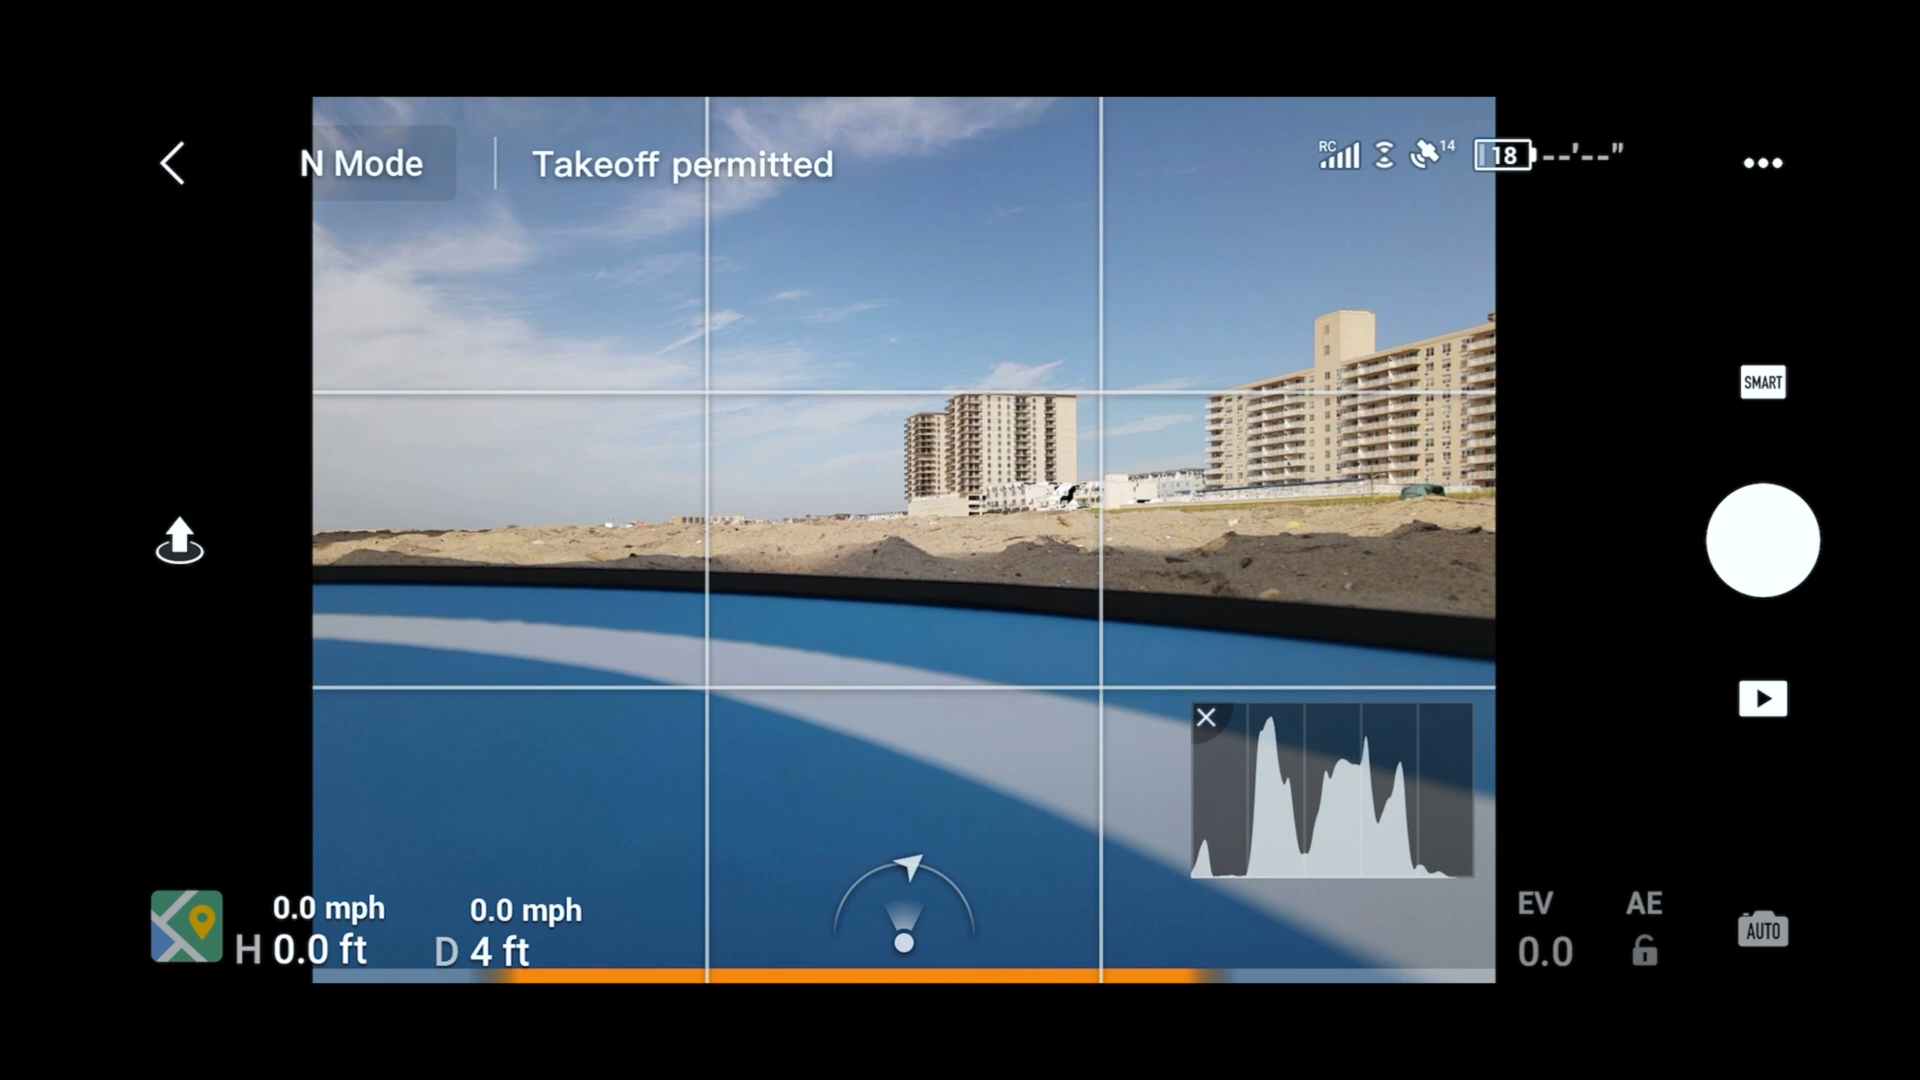 N Mode
Takeoff permitted
RC
14
18
--'--"
SMART
0.0 mph
0.0 mph
H 0.0 ft
D 4 ft
EV
0.0
AE
AUTO